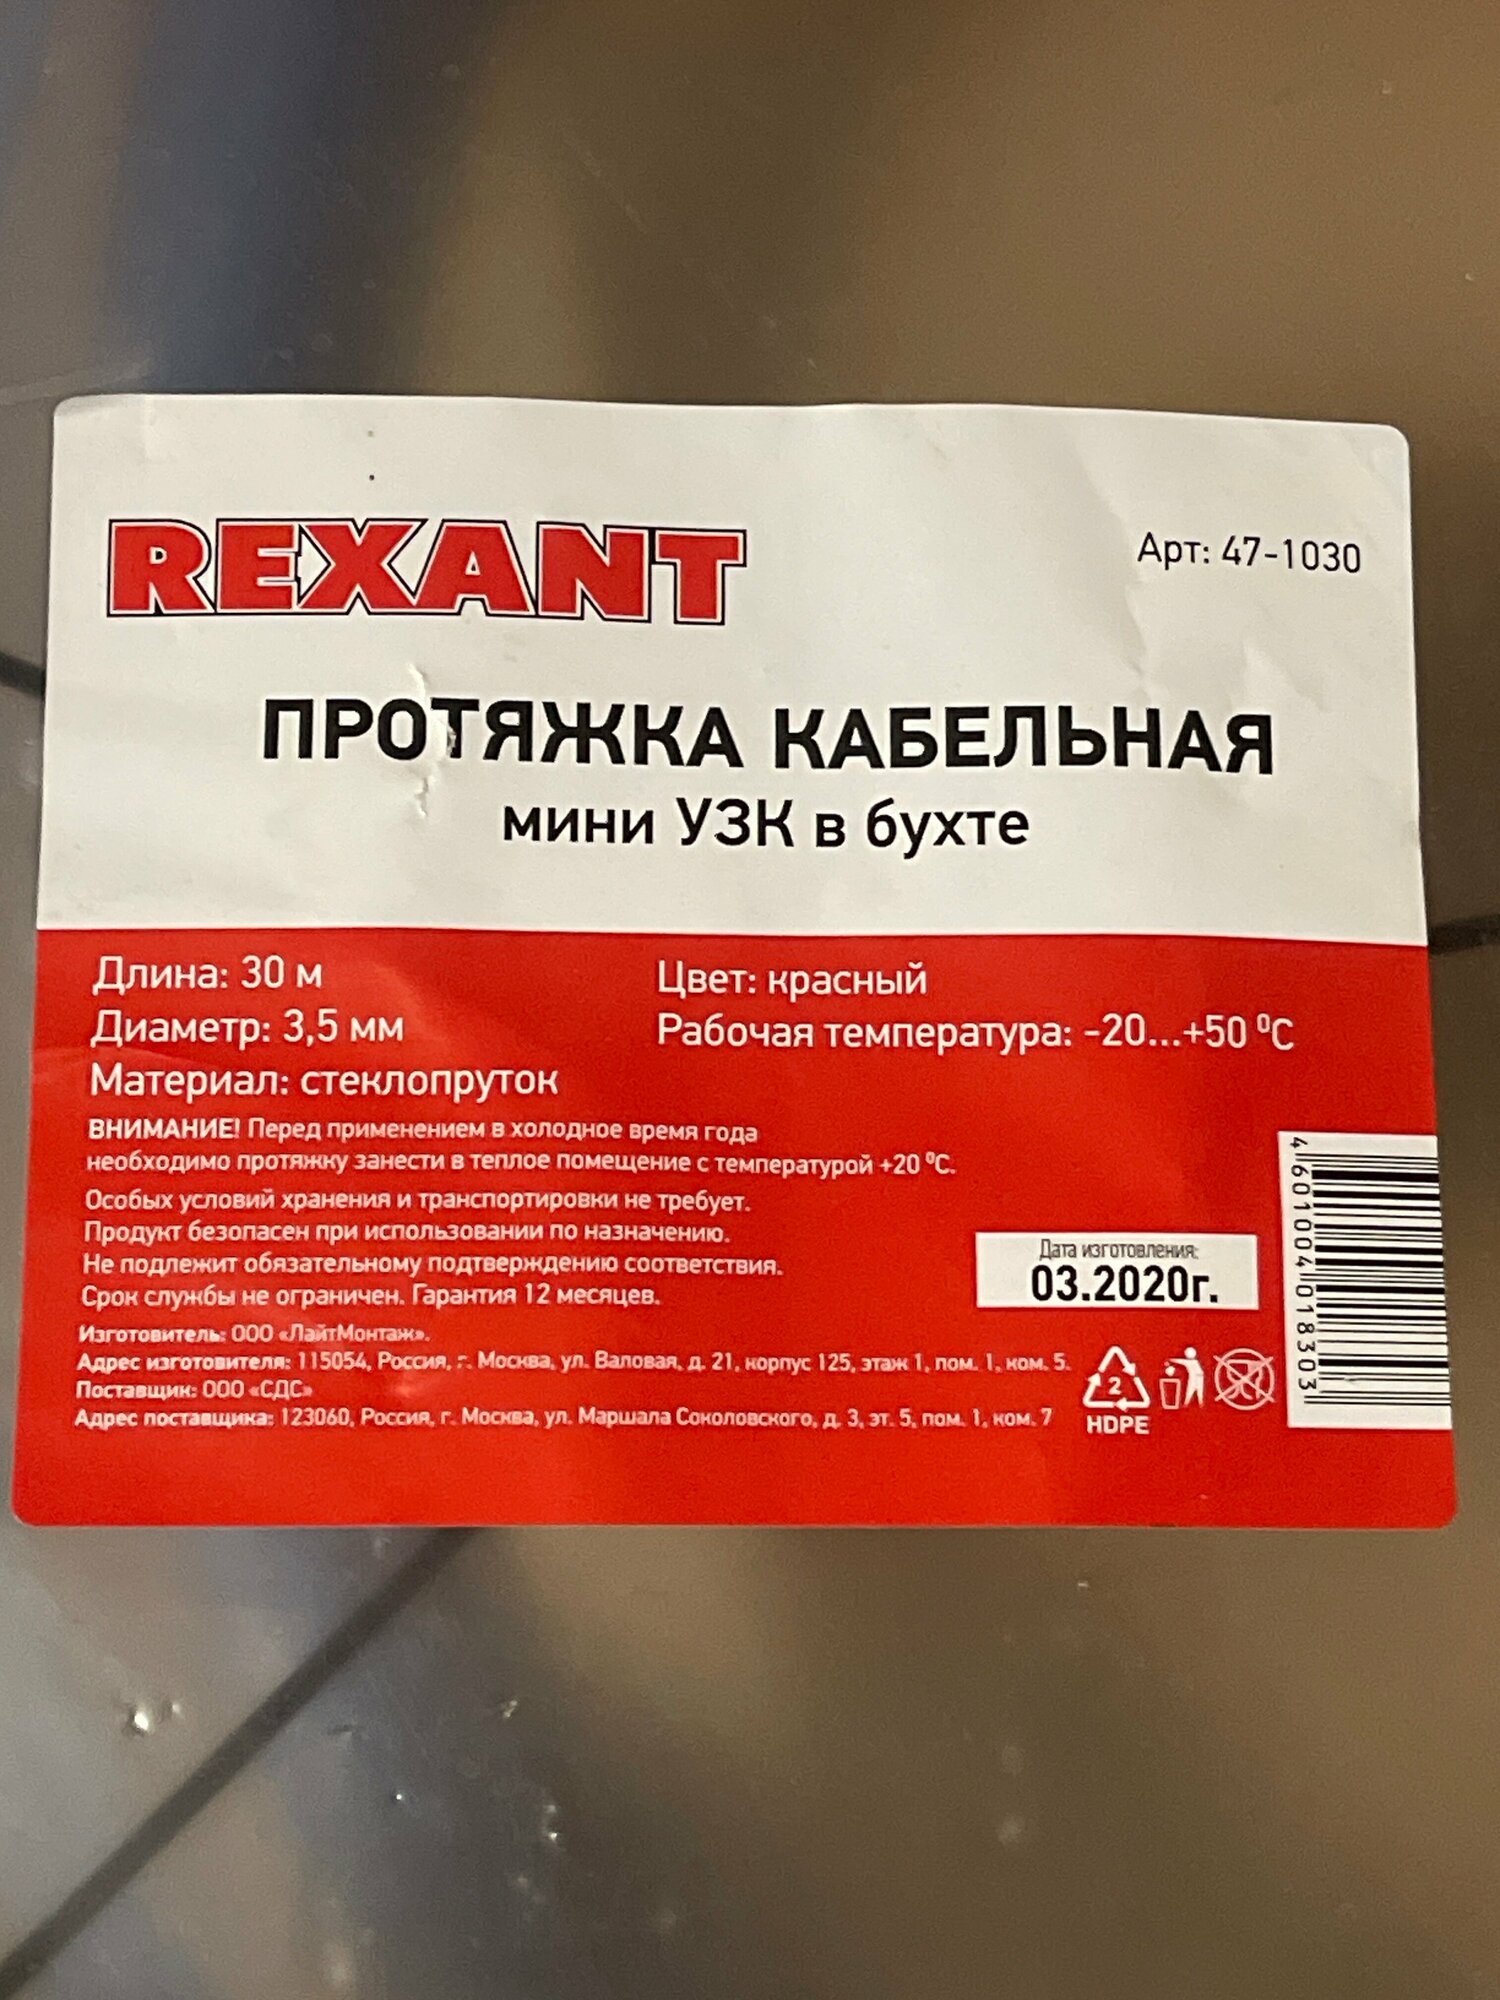 REXANT
Арт: 47-1030
ПРОТЯЖКА КАБЕЛЬНАЯ
мини УЗК в бухте
Длина: 30 м
Диаметр: 3,5 мм
Материал: стеклопруток
Цвет: красный
Рабочая температура: -20...+50 ⁰С
ВНИМАНИЕ! Перед применением в холодное время года
необходимо протяжку занести в теплое помещение с температурой +20 ⁰С.
Особых условий хранения и транспортировки не требует.
Продукт безопасен при использовании по назначению.
Не подлежит обязательному подтверждению соответствия.
Срок службы не ограничен. Гарантия 12 месяцев.
Изготовитель: ООО «ЛайтМонтаж».
Адрес изготовителя: 115054, Россия, г. Москва, ул. Валовая, д. 21, корпус 125, этаж 1, пом. 1, ком. 5.
Поставщик: ООО «СДС»
Адрес поставщика: 123060, Россия, г. Москва, ул. Маршала Соколовского, д. 3, эт. 5, пом. 1, ком. 7
Дата изготовления:
03.2020г.
2
HDPE
4 601004 018303